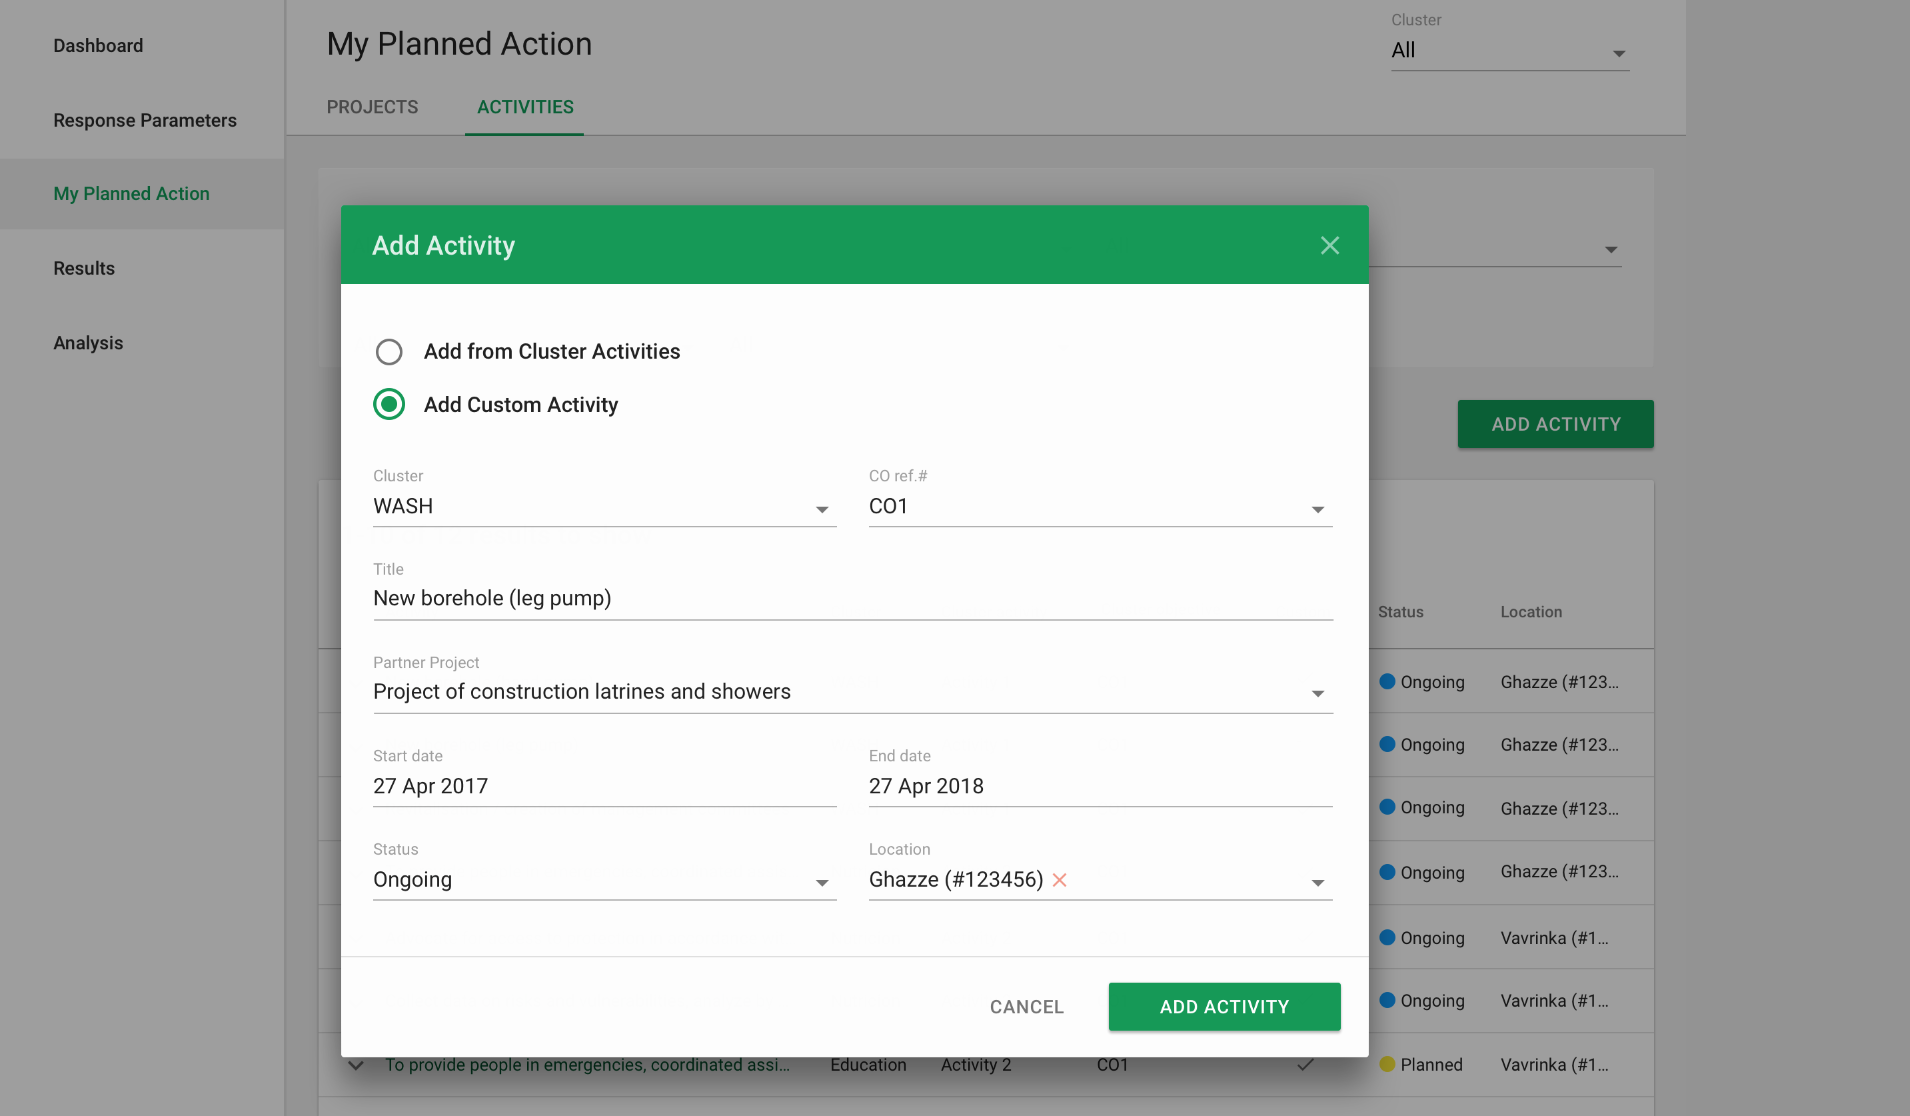 Dashboard
Response Parameters
My Planned Action
Results
Analysis
My Planned Action
Cluster
All
PROJECTS
ACTIVITIES
Add Activity
Add from Cluster Activities
Add Custom Activity
Cluster
WASH
CO ref.#
CO1
Title
New borehole (leg pump)
Partner Project
Project of construction latrines and showers
Start date
27 Apr 2017
End date
27 Apr 2018
Status
Ongoing
Location
Ghazze (#123456)
CANCEL
ADD ACTIVITY
ADD ACTIVITY
Status Location
Ongoing Ghazze (#123...
Ongoing Ghazze (#123...
Ongoing Ghazze (#123...
Ongoing Ghazze (#123...
Ongoing Vavrinka (#1...
Ongoing Vavrinka (#1...
To provide people in emergencies, coordinated assi... Education Activity 2 CO1 Planned Vavrinka (#1...